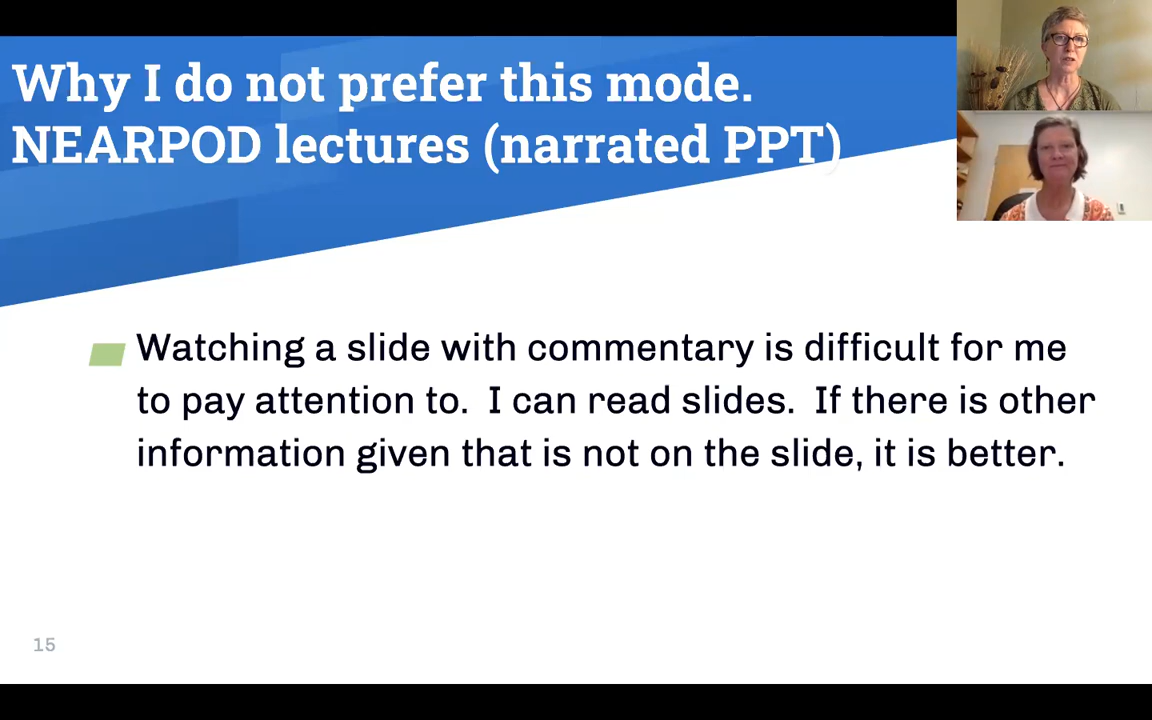 Why I do not prefer this mode.
NEARPOD lectures (narrated PPT)
Watching a slide with commentary is difficult for me
to pay attention to.  I can read slides.  If there is other
information given that is not on the slide, it is better.
15